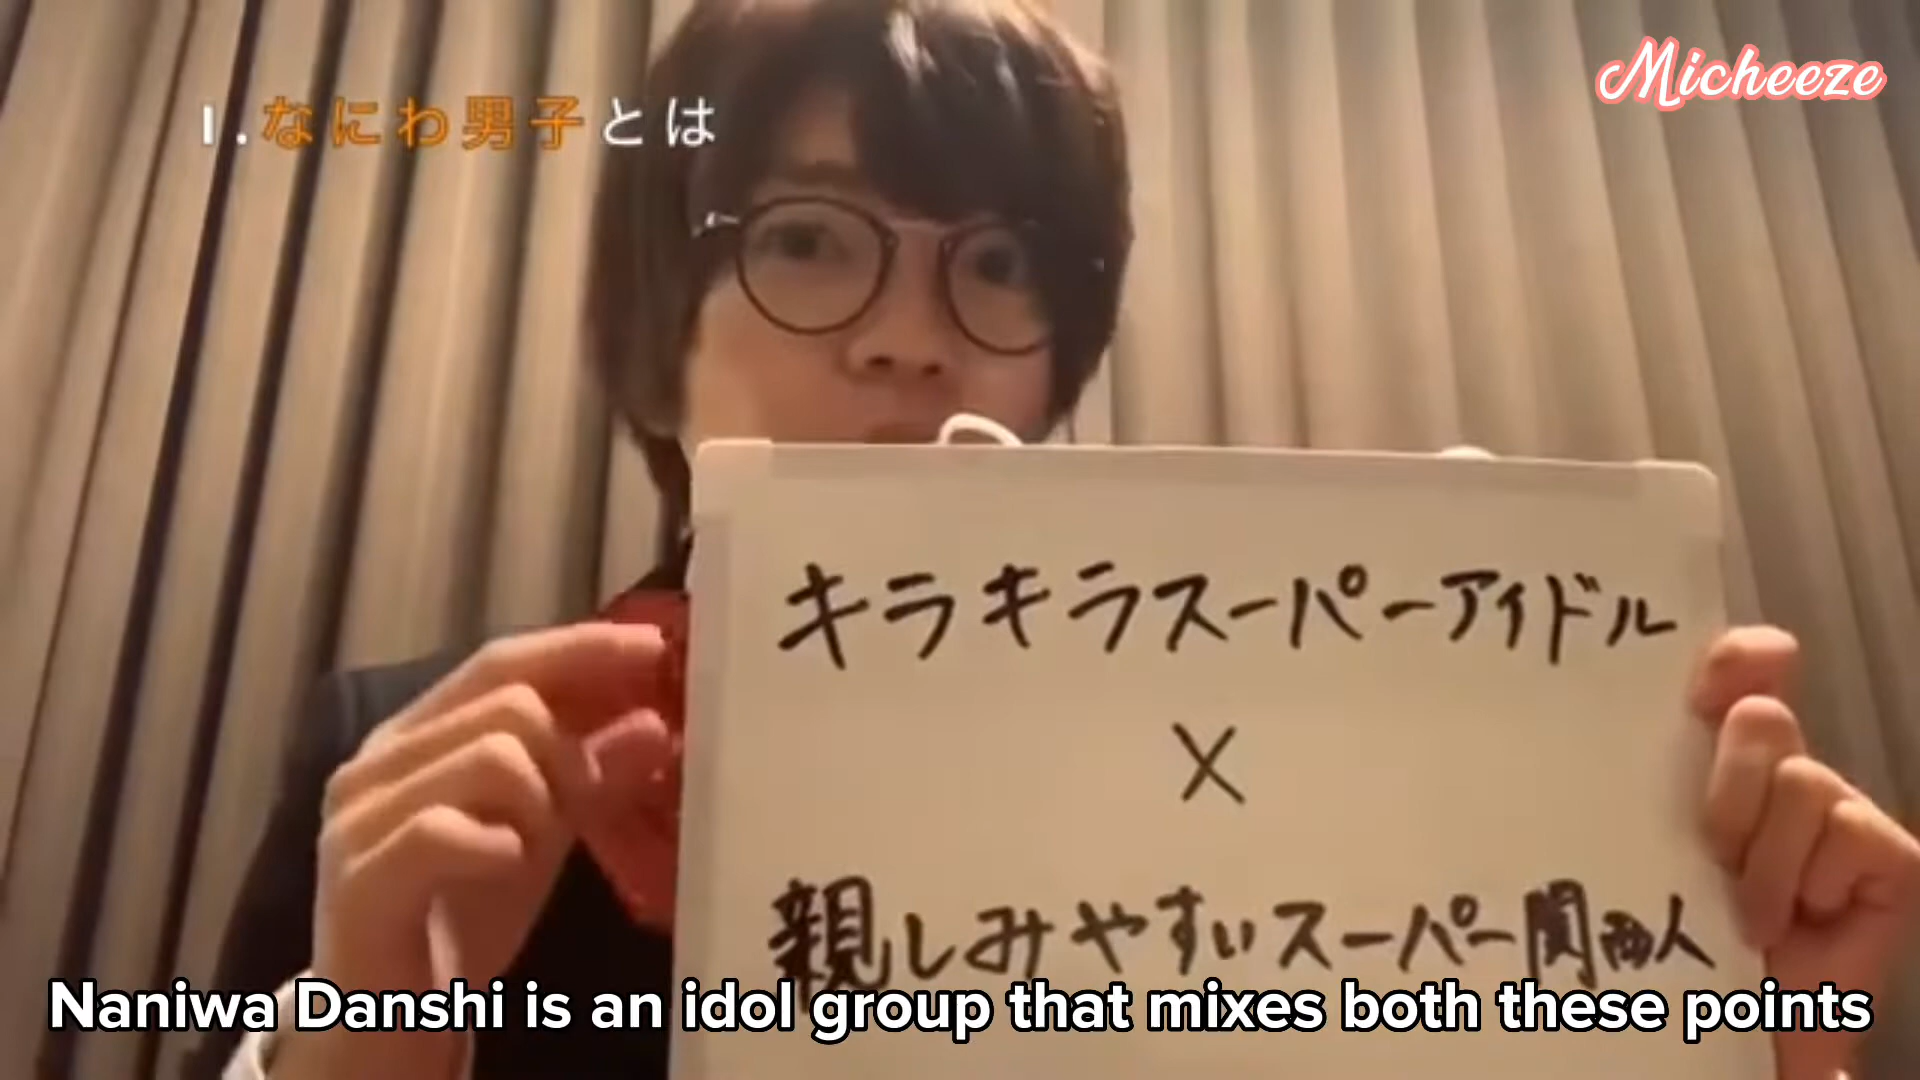 Micheeze
1.なにわ男子とは
キラキラスーパーアイドル
×
親しみやすいスーパー関西人
Naniwa Danshi is an idol group that mixes both these points